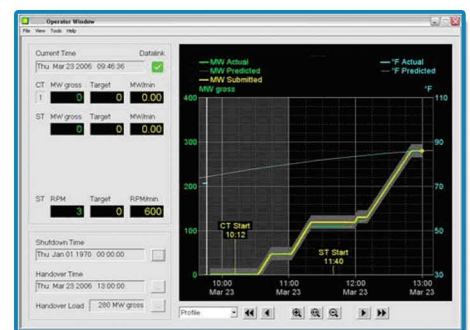 Operator Window
File View Tools Help
Current Time Datalink
Thu Mar 23 2006 09:46:36
CT MW gross Target MW/min
1 0 0 0.00
ST MW gross Target MW/min
0 0 0.00
ST RPM Target RPM/min
3 0 600
Shutdown Time
Thu Jan 01 1970 00:00:00
Handover Time
Thu Mar 23 2006 13:00:00
Handover Load 280 MW gross
MW Actual °F Actual
MW Predicted °F Predicted
MW Submitted
MW gross °F
400 110
300 90
200 70
100 50
0 30
CT Start
10:12
ST Start
11:40
10:00 11:00 12:00 13:00
Mar 23 Mar 23 Mar 23 Mar 23
Profile